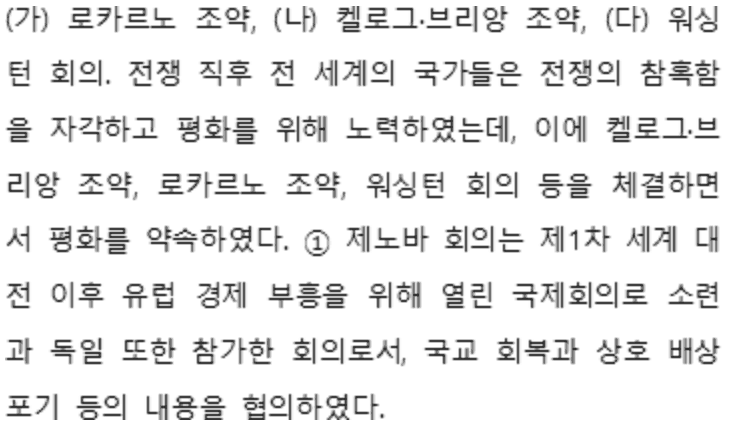 (가) 로카르노 조약, (나) 켈로그·브리앙 조약, (다) 워싱
턴 회의. 전쟁 직후 전 세계의 국가들은 전쟁의 참혹함
을 자각하고 평화를 위해 노력하였는데, 이에 켈로그·브
리앙 조약, 로카르노 조약, 워싱턴 회의 등을 체결하면
서 평화를 약속하였다. ① 제노바 회의는 제1차 세계 대
전 이후 유럽 경제 부흥을 위해 열린 국제회의로 소련
과 독일 또한 참가한 회의로서, 국교 회복과 상호 배상
포기 등의 내용을 협의하였다.